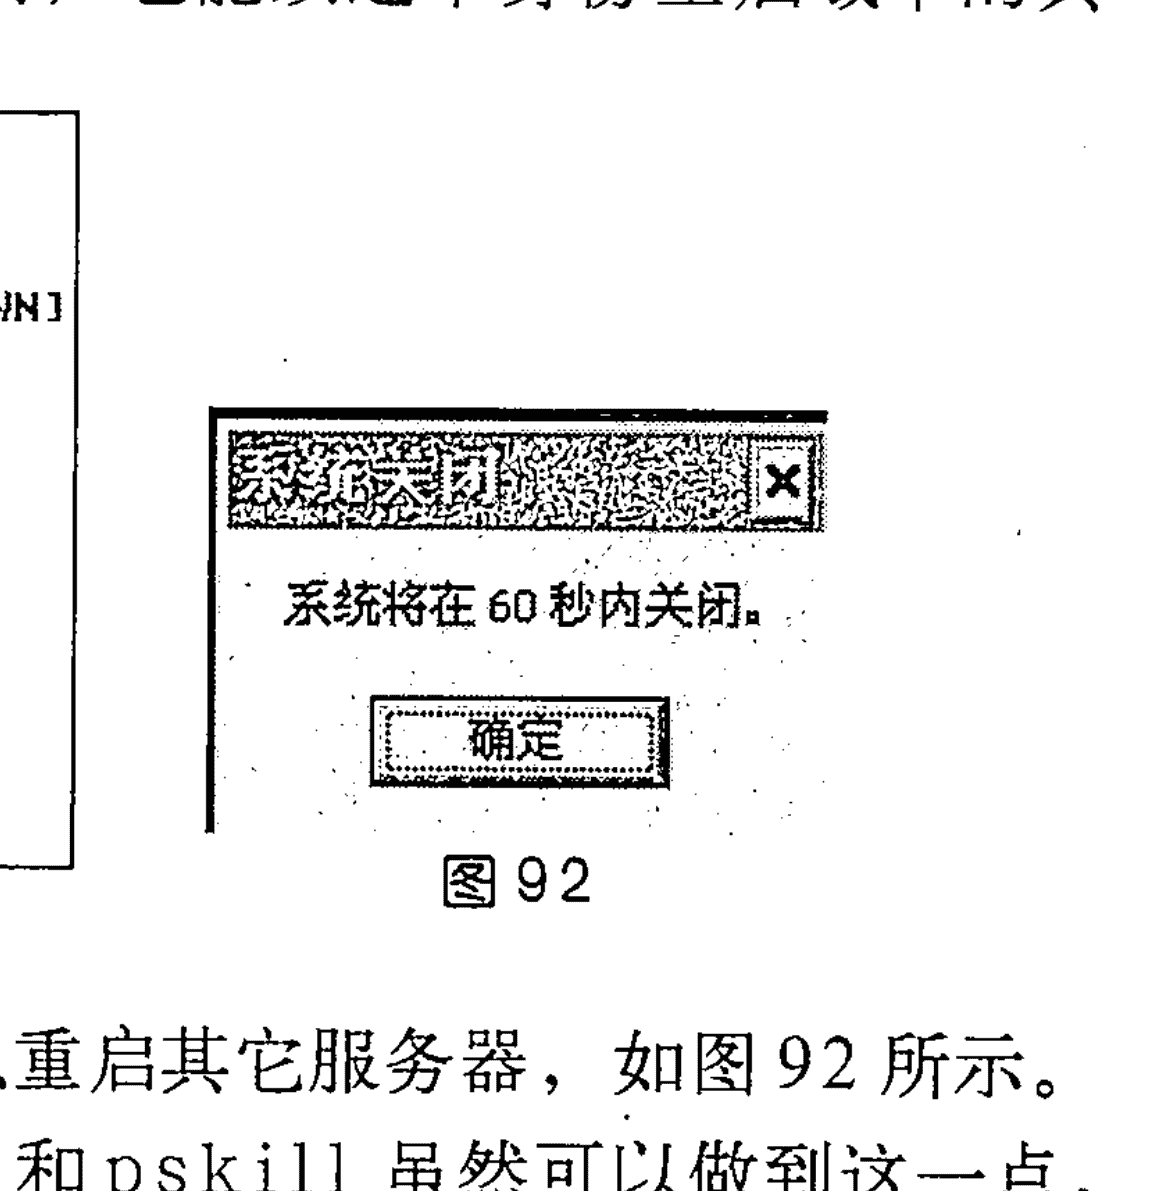 WN]
系统关闭
系统将在 60 秒内关闭。
确定
图 92
重启其它服务器，如图 92 所示。
和 pskill 虽然可以做到这一点，